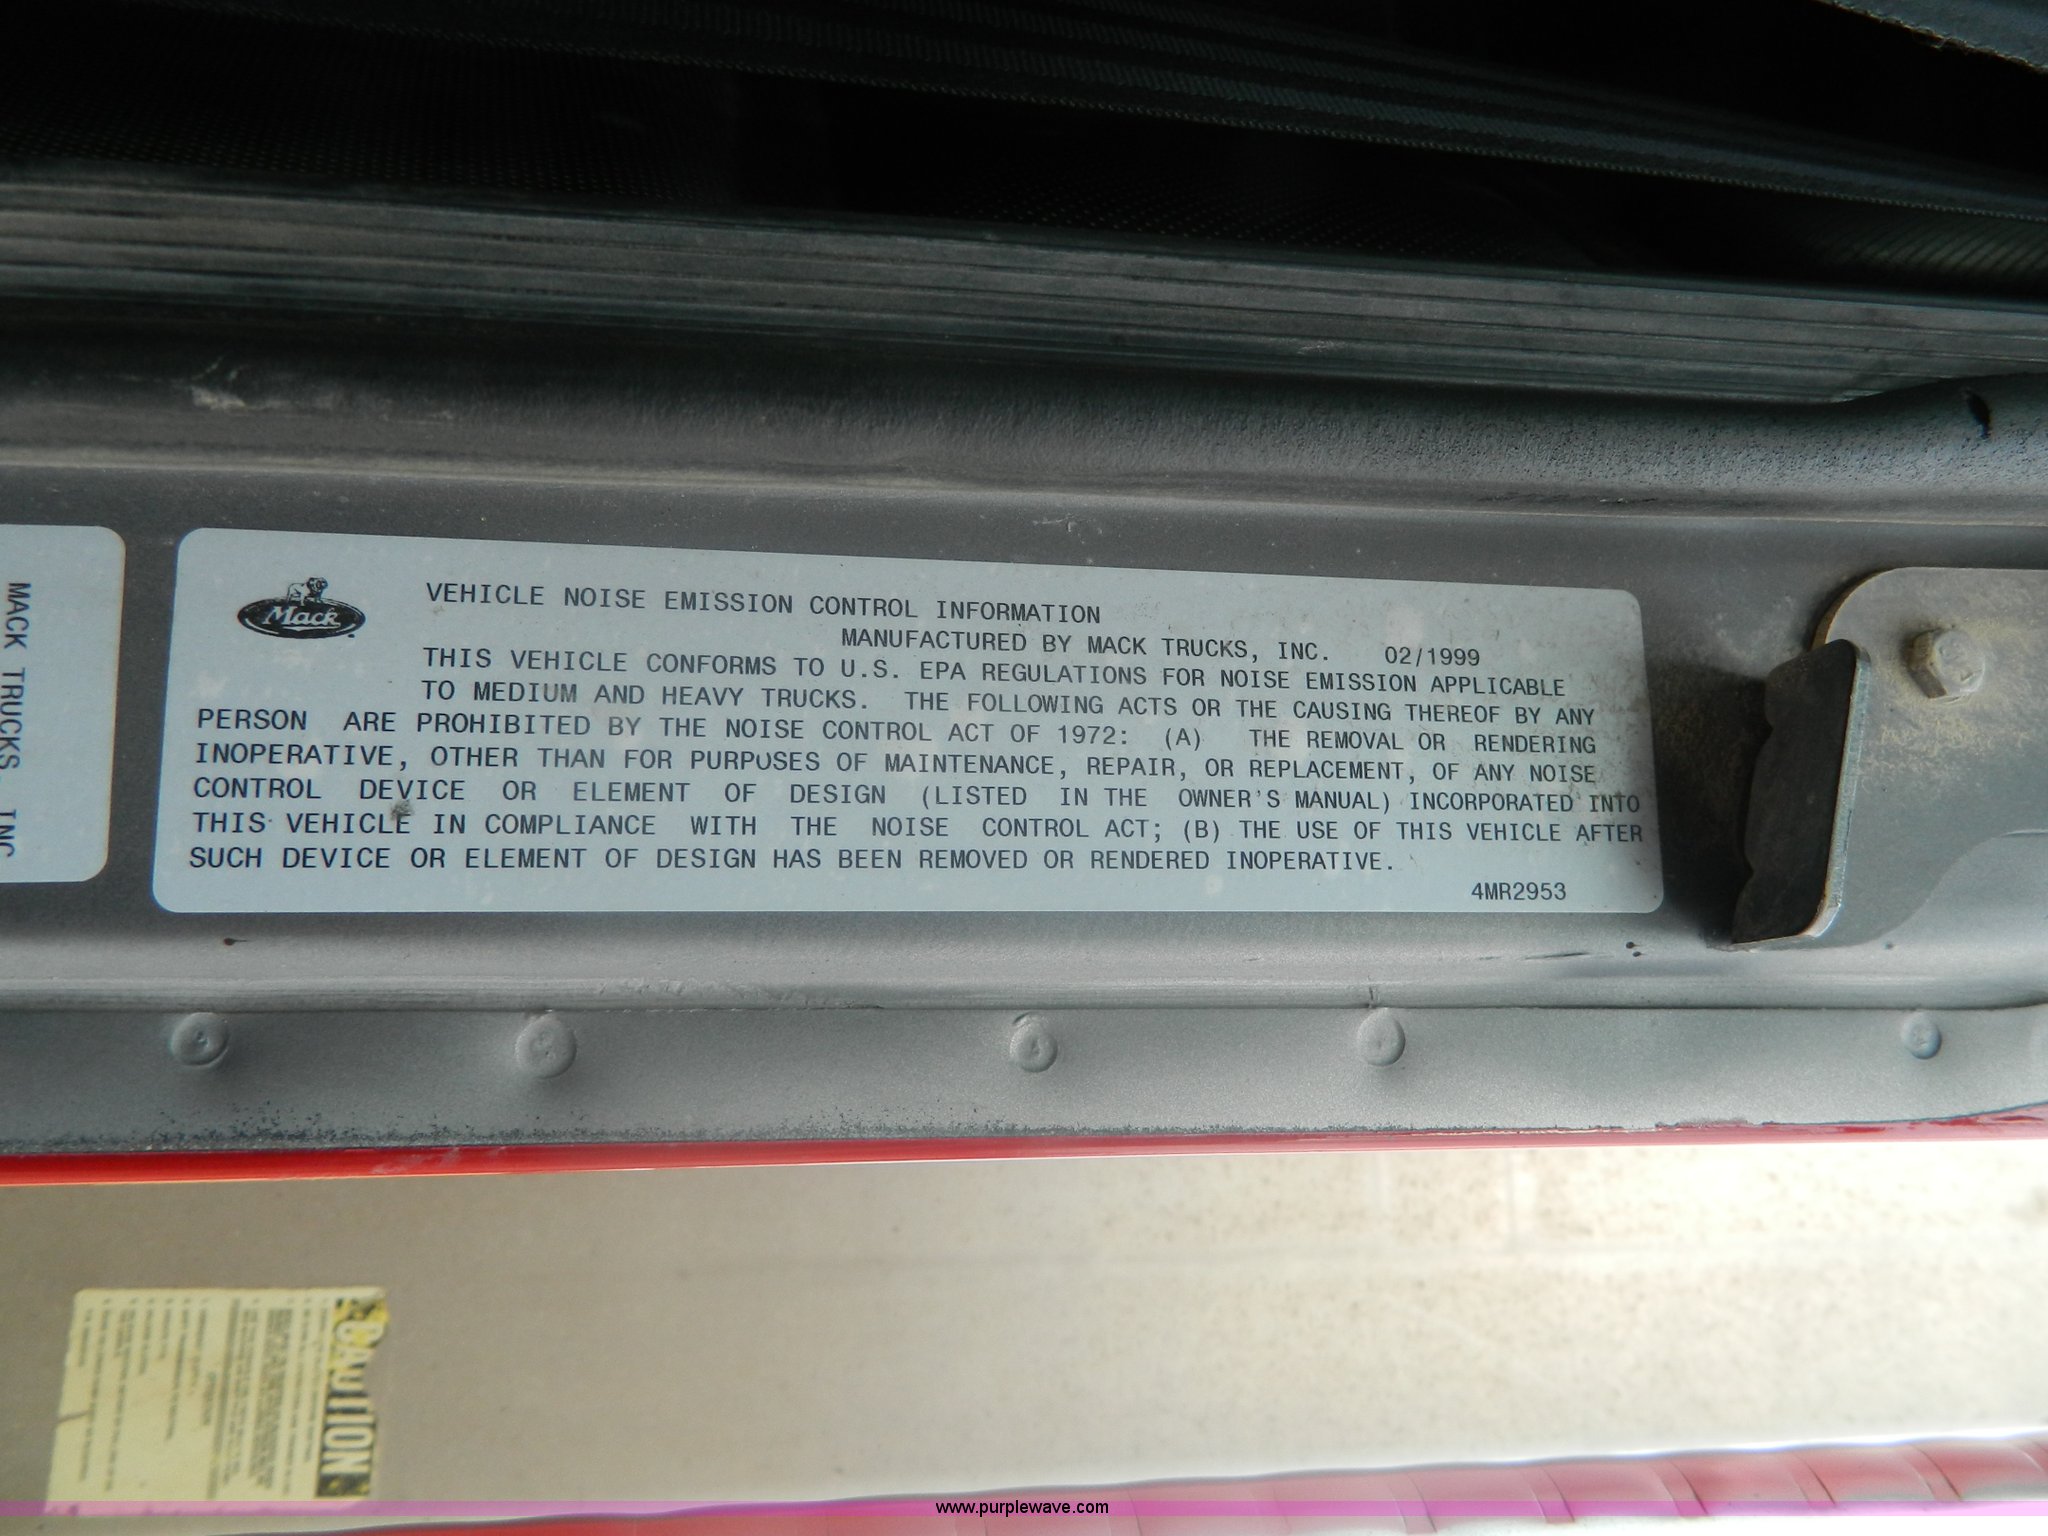 Mack
VEHICLE NOISE EMISSION CONTROL INFORMATION
MANUFACTURED BY MACK TRUCKS, INC. 02/1999
THIS VEHICLE CONFORMS TO U.S. EPA REGULATIONS FOR NOISE EMISSION APPLICABLE
TO MEDIUM AND HEAVY TRUCKS. THE FOLLOWING ACTS OR THE CAUSING THEREOF BY ANY
PERSON ARE PROHIBITED BY THE NOISE CONTROL ACT OF 1972: (A) THE REMOVAL OR RENDERING
INOPERATIVE, OTHER THAN FOR PURPOSES OF MAINTENANCE, REPAIR, OR REPLACEMENT, OF ANY NOISE
CONTROL DEVICE OR ELEMENT OF DESIGN (LISTED IN THE OWNER'S MANUAL) INCORPORATED INTO
THIS VEHICLE IN COMPLIANCE WITH THE NOISE CONTROL ACT; (B) THE USE OF THIS VEHICLE AFTER
SUCH DEVICE OR ELEMENT OF DESIGN HAS BEEN REMOVED OR RENDERED INOPERATIVE.
4MR2953
MACK TRUCKS INC
CAUTION
www.purplewave.com